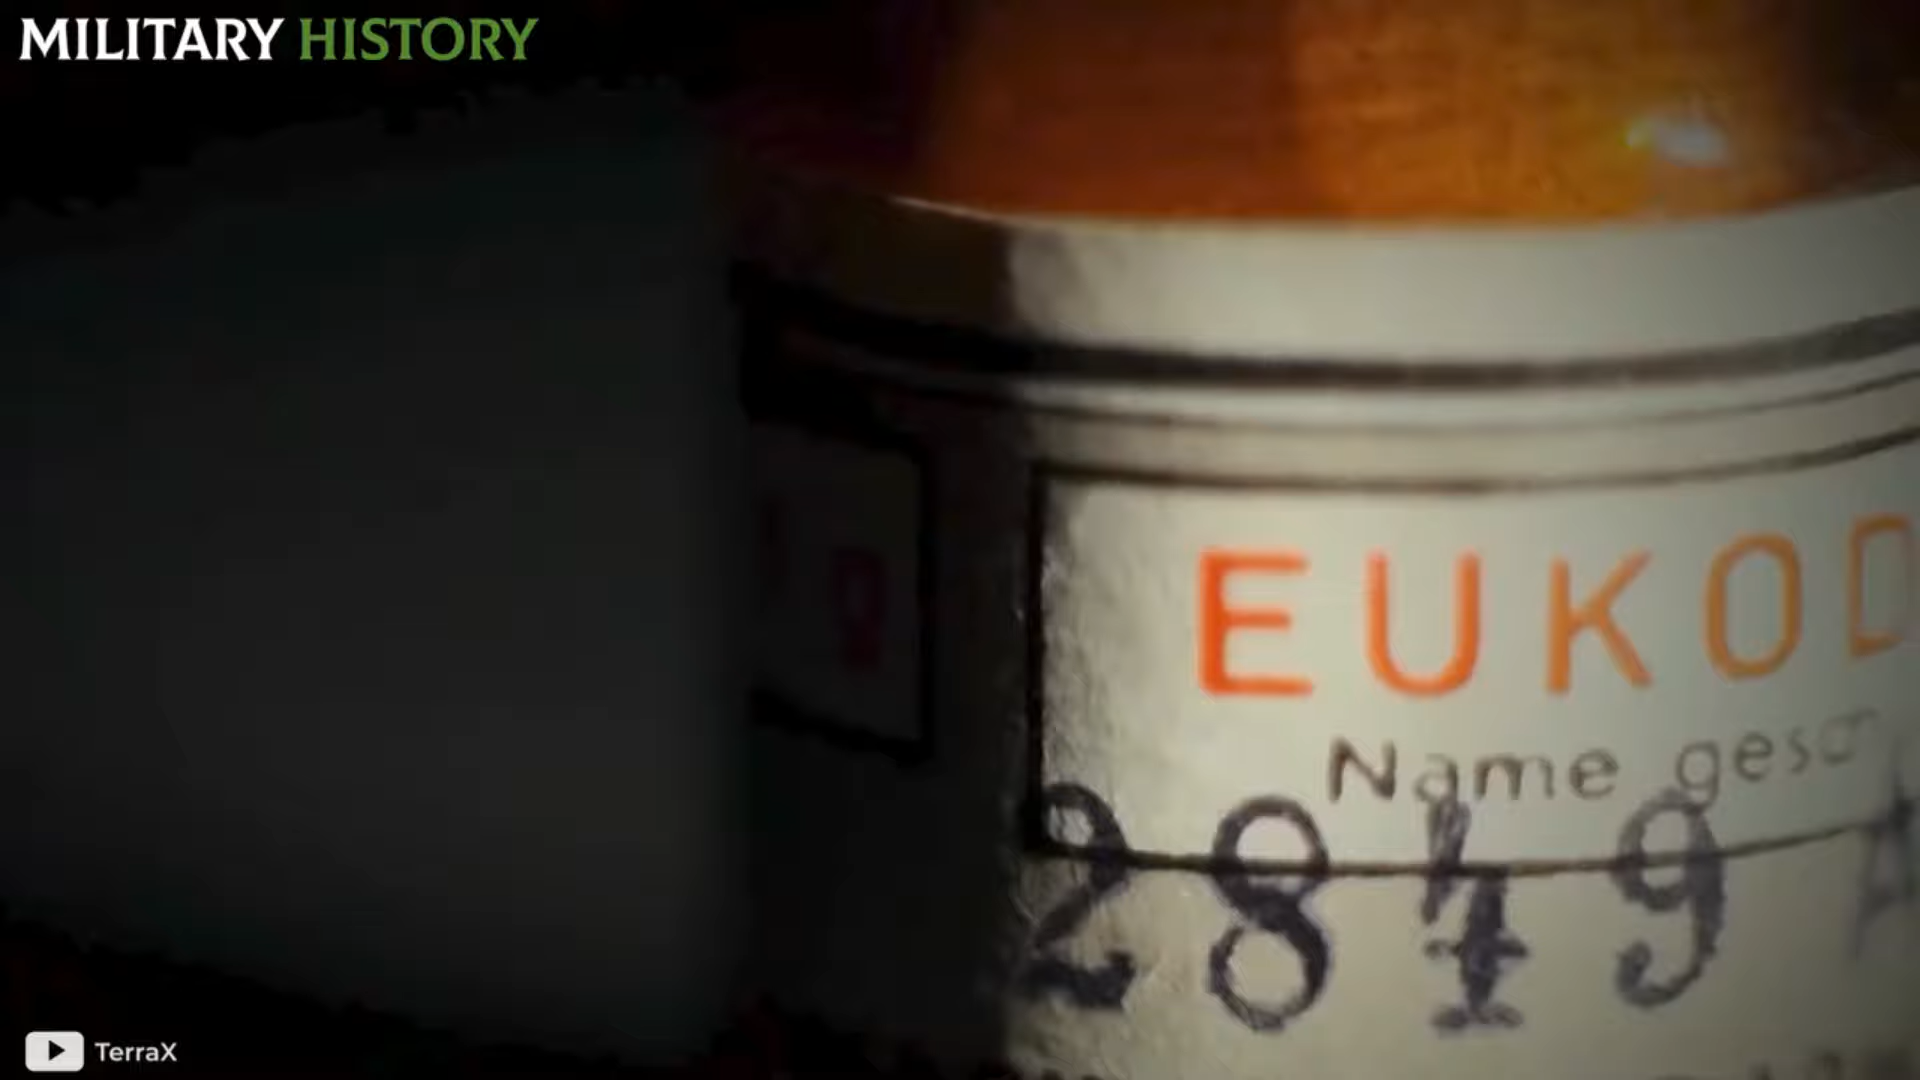 MILITARY HISTORY
EUKOD
Name gesc
2849
TerraX